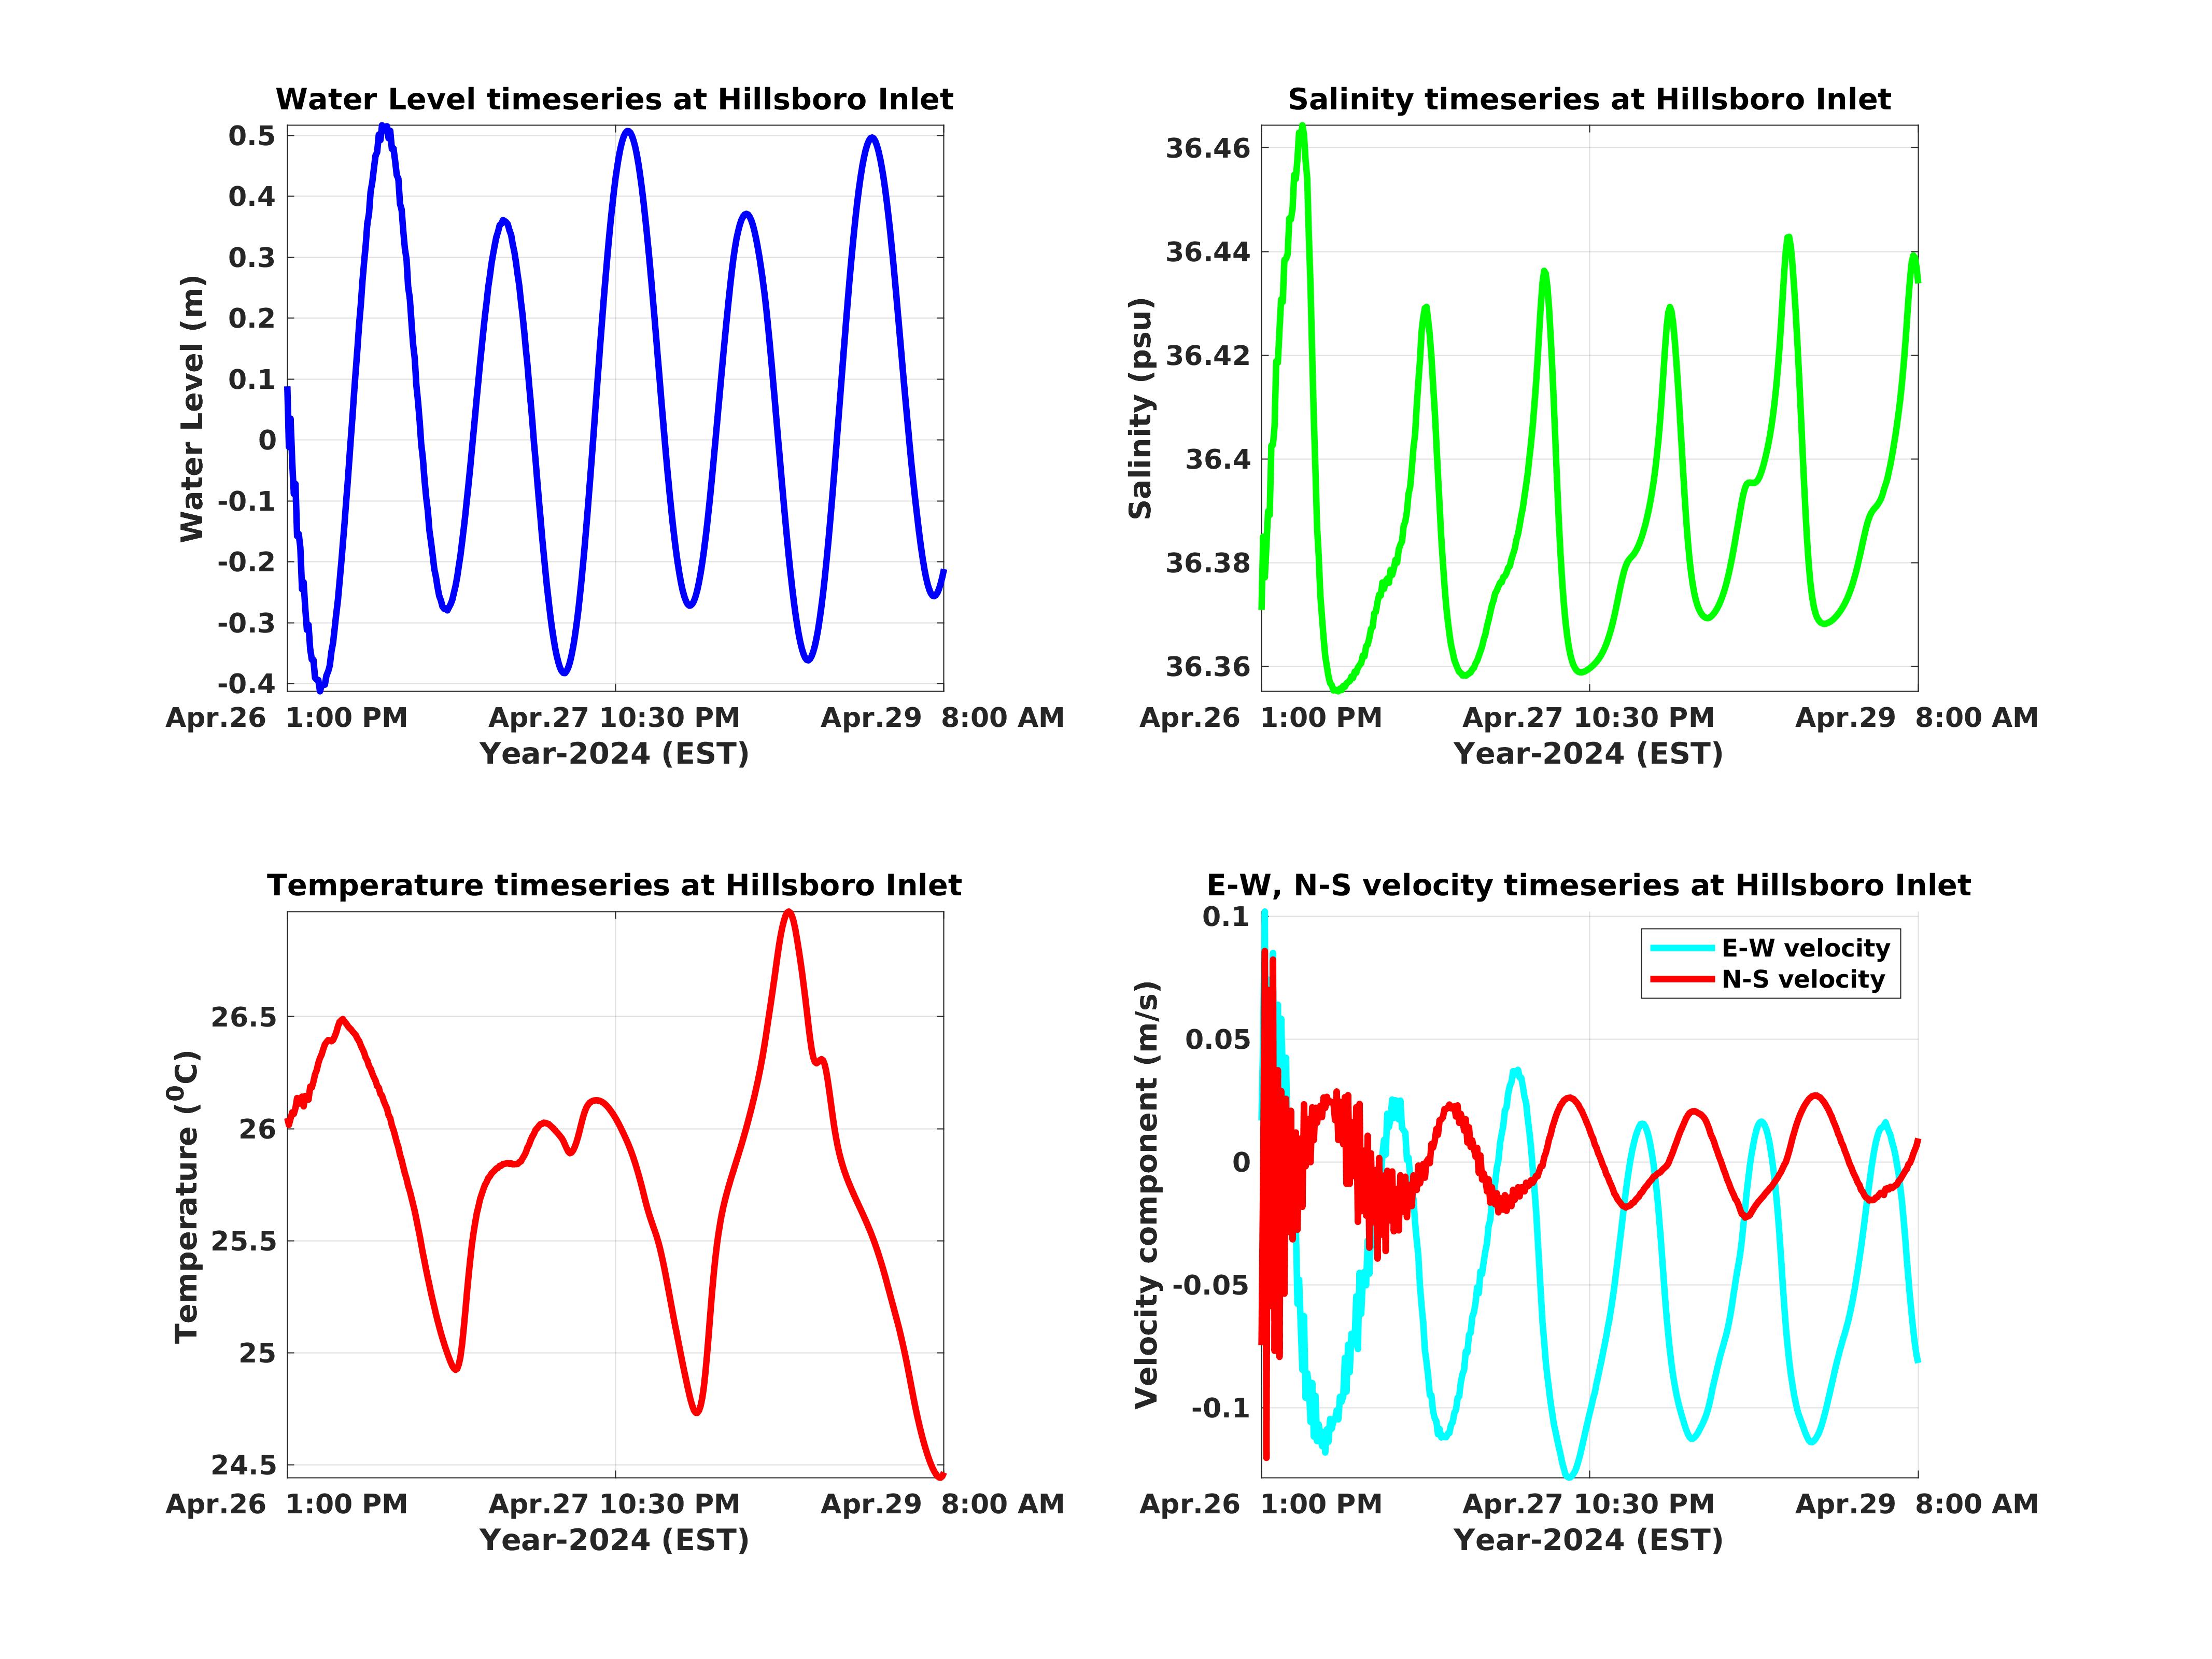 Water Level timeseries at Hillsboro Inlet
Water Level (m)
0.5
0.4
0.3
0.2
0.1
0
-0.1
-0.2
-0.3
-0.4
Apr.26 1:00 PM Apr.27 10:30 PM Apr.29 8:00 AM
Year-2024 (EST)
Salinity timeseries at Hillsboro Inlet
Salinity (psu)
36.46
36.44
36.42
36.4
36.38
36.36
Apr.26 1:00 PM Apr.27 10:30 PM Apr.29 8:00 AM
Year-2024 (EST)
Temperature timeseries at Hillsboro Inlet
Temperature (⁰C)
26.5
26
25.5
25
24.5
Apr.26 1:00 PM Apr.27 10:30 PM Apr.29 8:00 AM
Year-2024 (EST)
E-W, N-S velocity timeseries at Hillsboro Inlet
Velocity component (m/s)
0.1
0.05
0
-0.05
-0.1
E-W velocity
N-S velocity
Apr.26 1:00 PM Apr.27 10:30 PM Apr.29 8:00 AM
Year-2024 (EST)